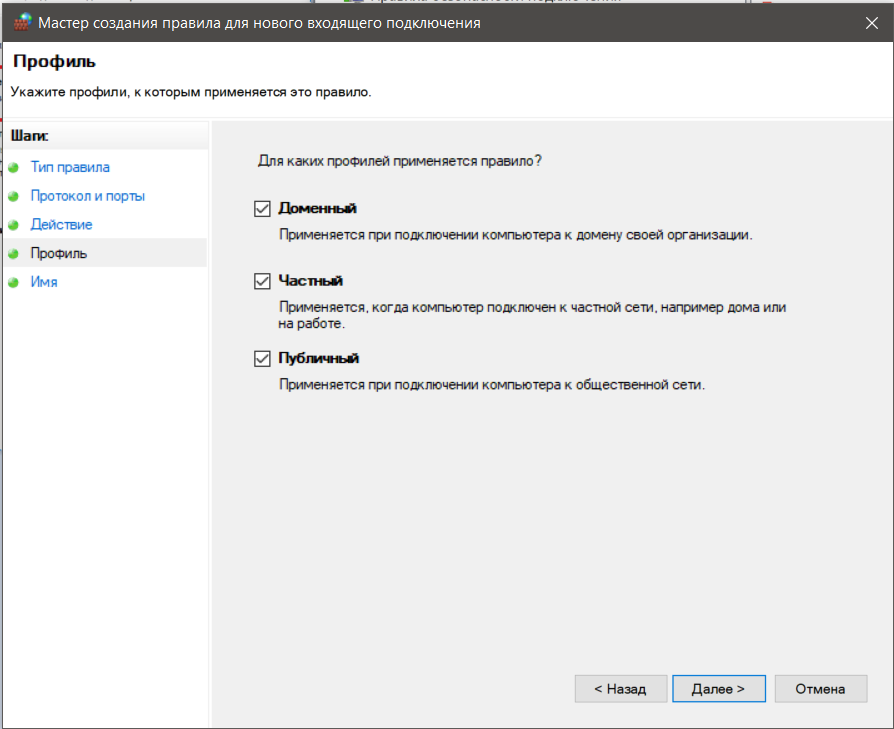 Мастер создания правила для нового входящего подключения
Профиль
Укажите профили, к которым применяется это правило.
Шаги:
Тип правила
Протокол и порты
Действие
Профиль
Имя
Для каких профилей применяется правило?
Доменный
Применяется при подключении компьютера к домену своей организации.
Частный
Применяется, когда компьютер подключен к частной сети, например дома или
на работе.
Публичный
Применяется при подключении компьютера к общественной сети.
< Назад
Далее >
Отмена